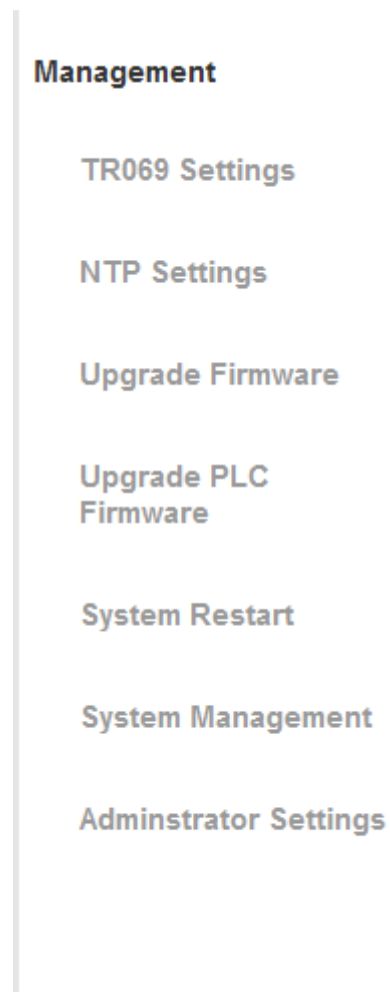 Management
TR069 Settings
NTP Settings
Upgrade Firmware
Upgrade PLC
Firmware
System Restart
System Management
Adminstrator Settings